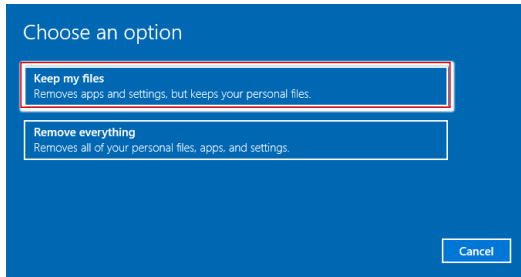 Choose an option
Keep my files
Removes apps and settings, but keeps your personal files.
Remove everything
Removes all of your personal files, apps, and settings.
Cancel